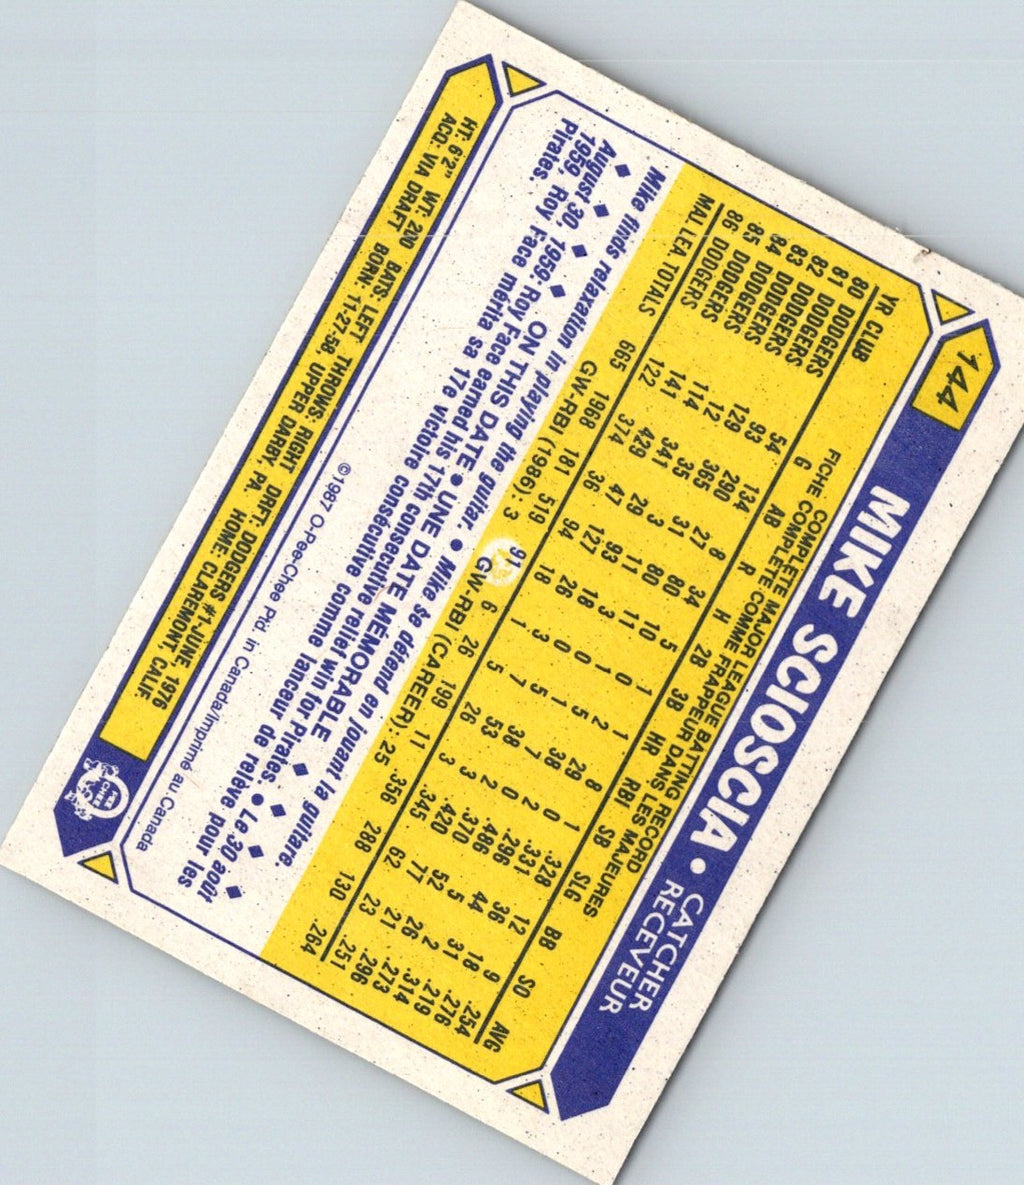 144
MIKE SCIOSCIA • CATCHER
RECEVEUR
COMPLETE MAJOR LEAGUE BATTING RECORD
FICHE COMPLÈTE COMME FRAPPEUR DANS LES MAJEURES
YR CLUB G AB R H 2B 3B HR RBI SB SLG BB SO AVG
80 DODGERS 54 134 8 34 5 1 1 8 1 .328 12 9 .254
81 DODGERS 93 290 27 80 10 0 2 29 0 .331 36 18 .276
82 DODGERS 129 365 31 80 11 1 5 38 2 .296 44 31 .219
83 DODGERS 12 35 3 11 3 0 1 7 0 .486 5 2 .314
84 DODGERS 114 341 29 93 18 0 5 38 2 .370 52 26 .273
85 DODGERS 141 429 47 127 26 3 7 53 3 .420 77 21 .296
86 DODGERS 122 374 36 94 18 1 5 26 3 .345 62 23 .251
MAJ. LEA. TOTALS 665 1968 181 519 91 6 26 199 11 .356 288 130 .264
GW-RBI (1986): 3 GW-RBI (CAREER): 25
Mike finds relaxation in playing the guitar. • Mike se détend en jouant la guitare.
ON THIS DATE • UNE DATE MÉMORABLE
August 30, 1959: Roy Face earned his 17th consecutive relief win for Pirates. • Le 30 août
1959, Roy Face mérita sa 17e victoire consécutive comme lanceur de relève pour les
Pirates.
©1987 O-Pee-Chee Ptd. in Canada/Imprimé au Canada
HT: 6'2" WT: 200 BATS: LEFT THROWS: RIGHT DRFT: DODGERS #1-JUNE, 1976
ACQ: VIA DRAFT BORN: 11-27-58, UPPER DARBY, PA. HOME: CLAREMONT, CALIF.
O PEE CHEE